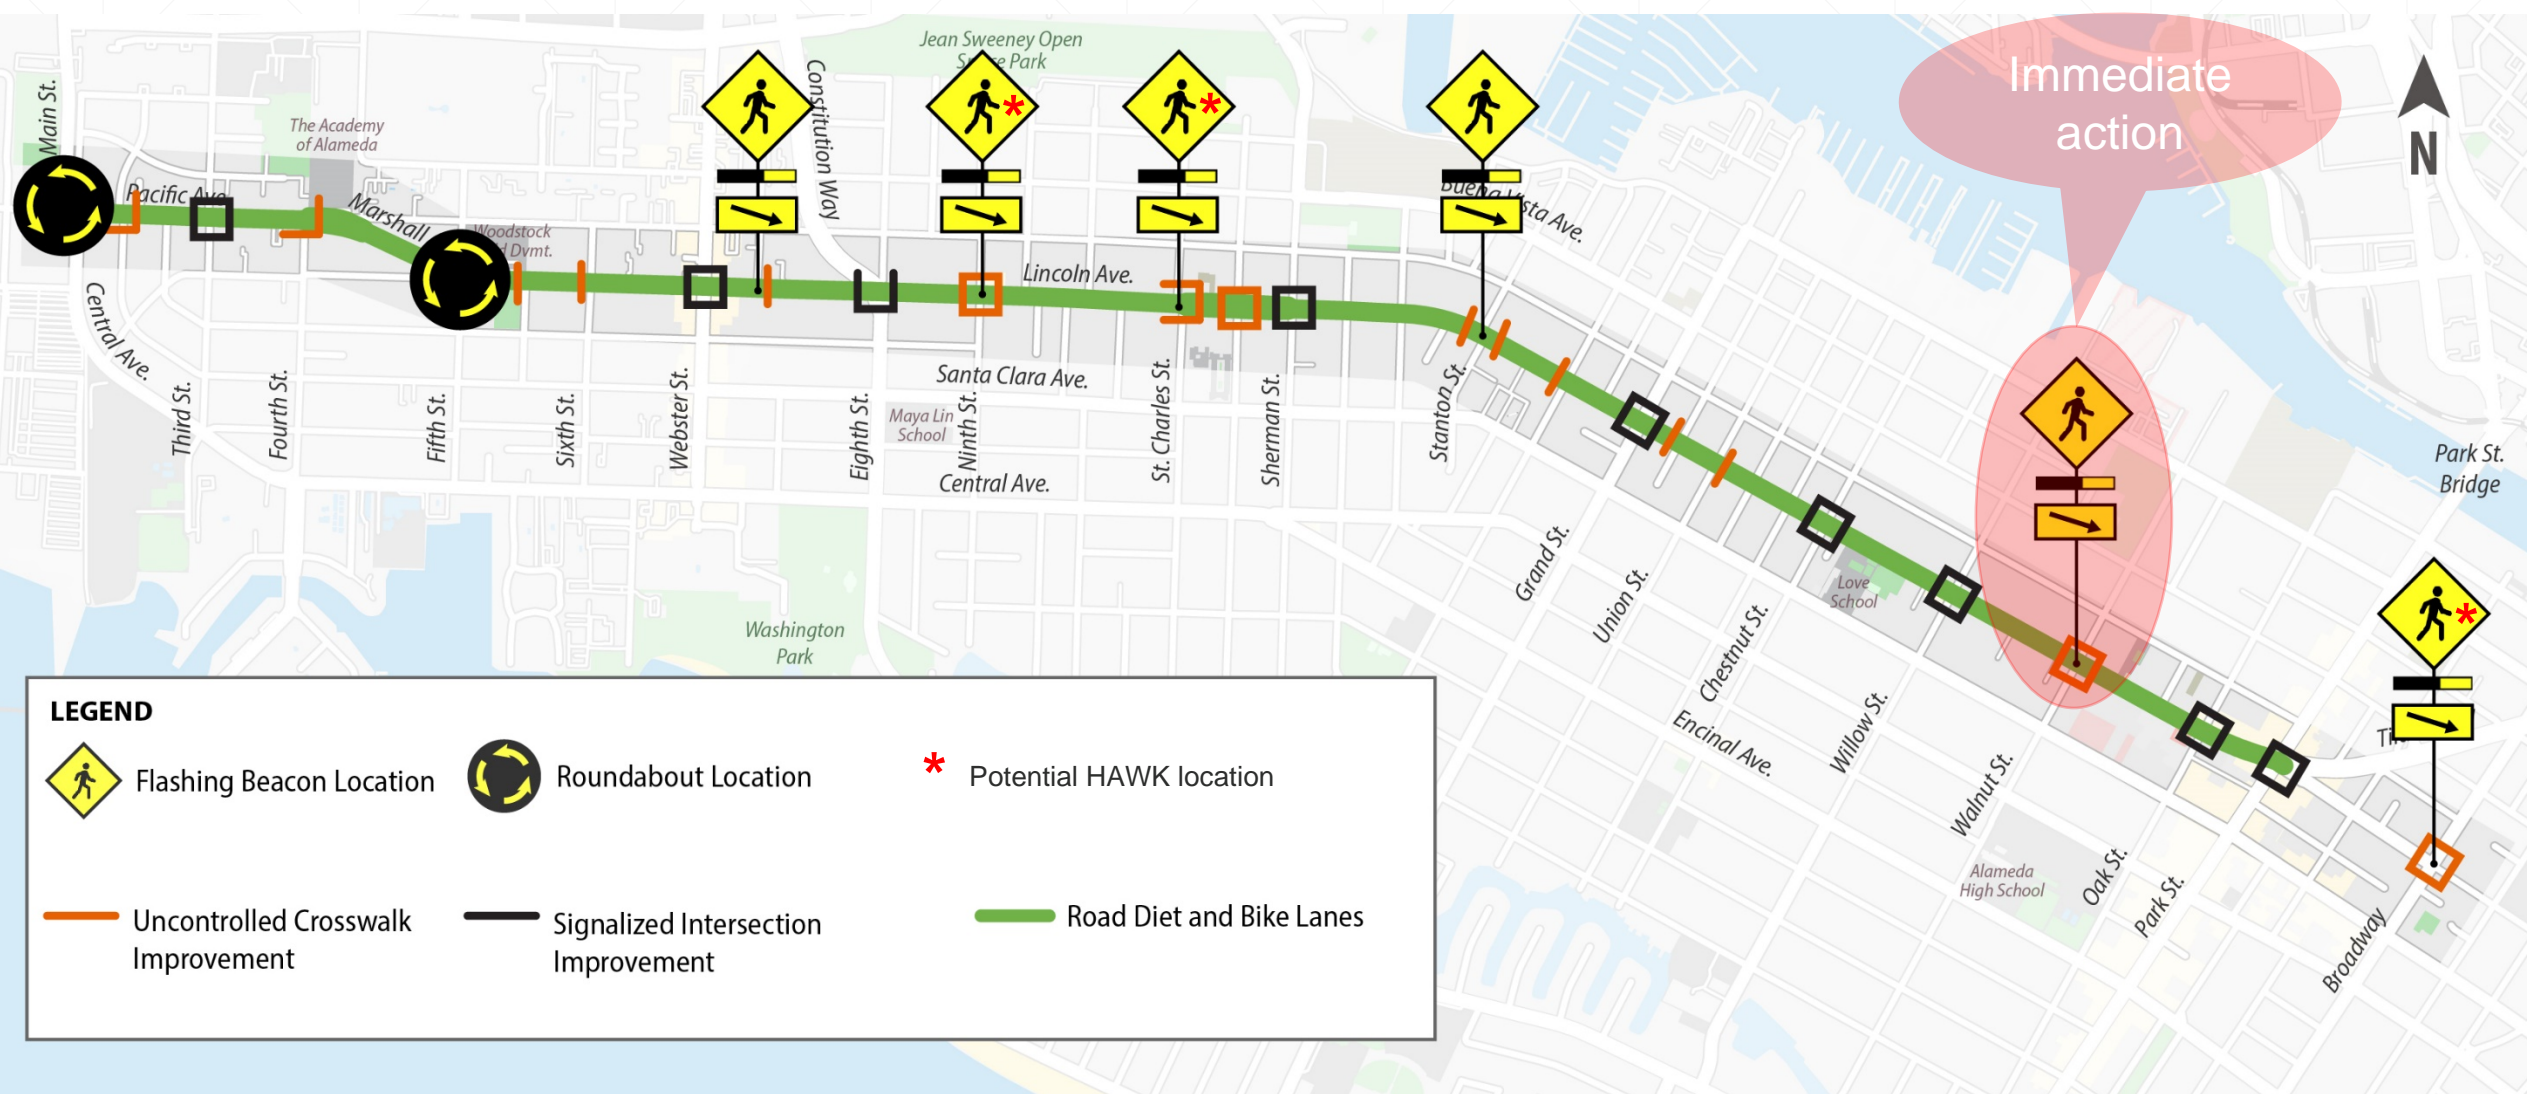 Jean Sweeney Open
Space Park
Immediate
action
N
Main St.
Constitution Way
The Academy
of Alameda
Pacific Ave.
Marshall
Woodstock
Dvmt.
Buena Vista Ave.
Lincoln Ave.
Central Ave.
Santa Clara Ave.
Maya Lin
School
Central Ave.
Third St.
Fourth St.
Fifth St.
Sixth St.
Webster St.
Eighth St.
Ninth St.
St. Charles St.
Sherman St.
Stanton St.
Park St.
Bridge
Grand St.
Union St.
Chestnut St.
Love
School
Willow St.
Encinal Ave.
Walnut St.
Washington
Park
Alameda
High School
Oak St.
Park St.
Broadway
LEGEND
Flashing Beacon Location
Roundabout Location
* Potential HAWK location
Uncontrolled Crosswalk
Improvement
Signalized Intersection
Improvement
Road Diet and Bike Lanes